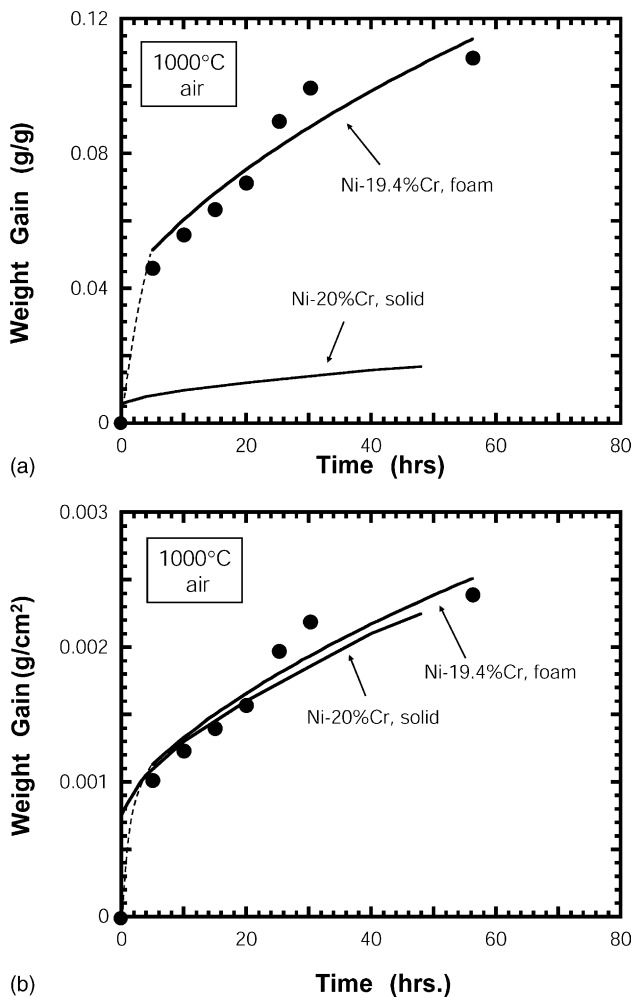 0.12
1000°C
air
0.08
Weight Gain (g/g)
Ni-19.4%Cr, foam
Ni-20%Cr, solid
0.04
0
0 20 40 60 80
(a)
Time (hrs)
0.003
1000°C
air
0.002
Weight Gain (g/cm²)
Ni-19.4%Cr, foam
Ni-20%Cr, solid
0.001
0
0 20 40 60 80
(b)
Time (hrs.)